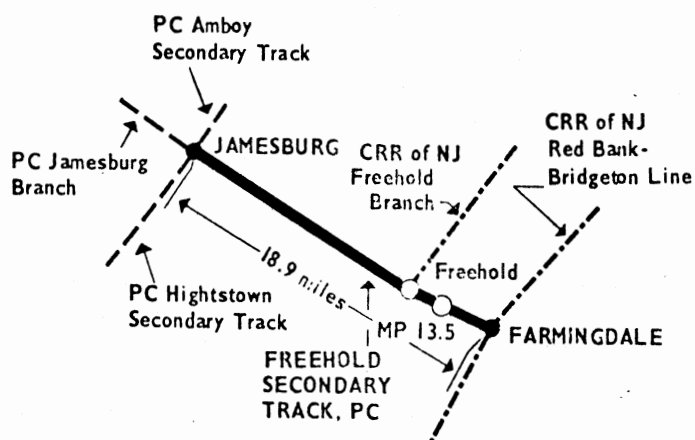 PC Amboy
Secondary Track
JAMESBURG
PC Jamesburg
Branch
CRR of NJ
Freehold
Branch
CRR of NJ
Red Bank-
Bridgeton Line
18.9 miles
Freehold
PC Hightstown
Secondary Track
MP 13.5
FARMINGDALE
FREEHOLD
SECONDARY
TRACK, PC